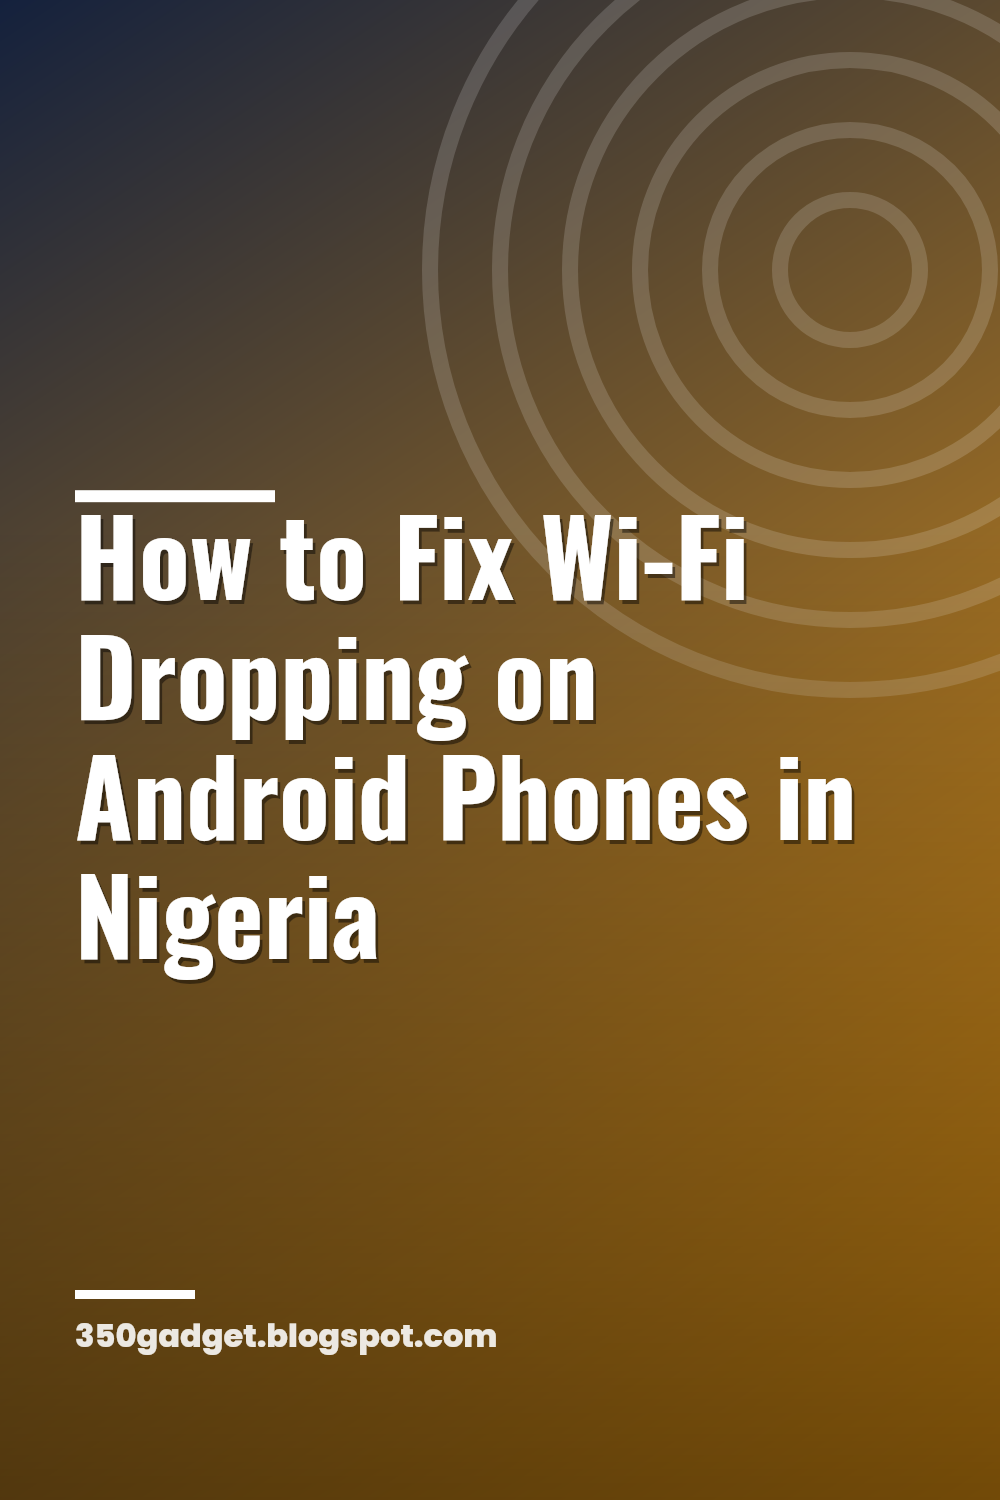 How to Fix Wi-Fi
Dropping on
Android Phones in
Nigeria
350gadget.blogspot.com